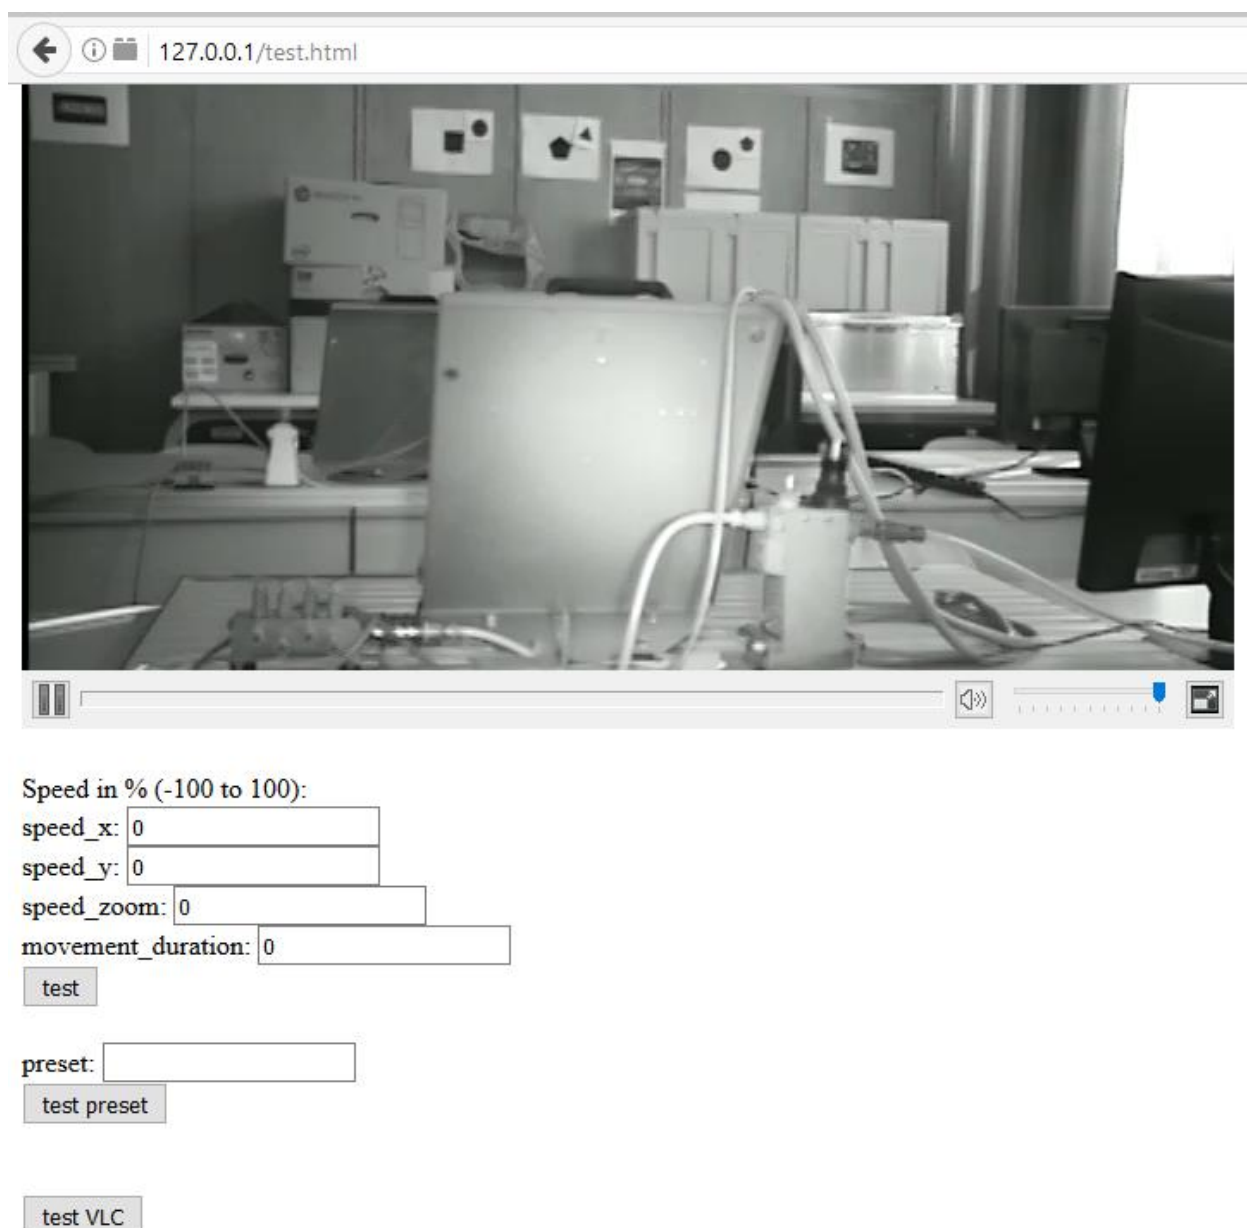 127.0.0.1/test.html
Speed in % (-100 to 100):
speed_x: 0
speed_y: 0
speed_zoom: 0
movement_duration: 0
test
preset:
test preset
test VLC